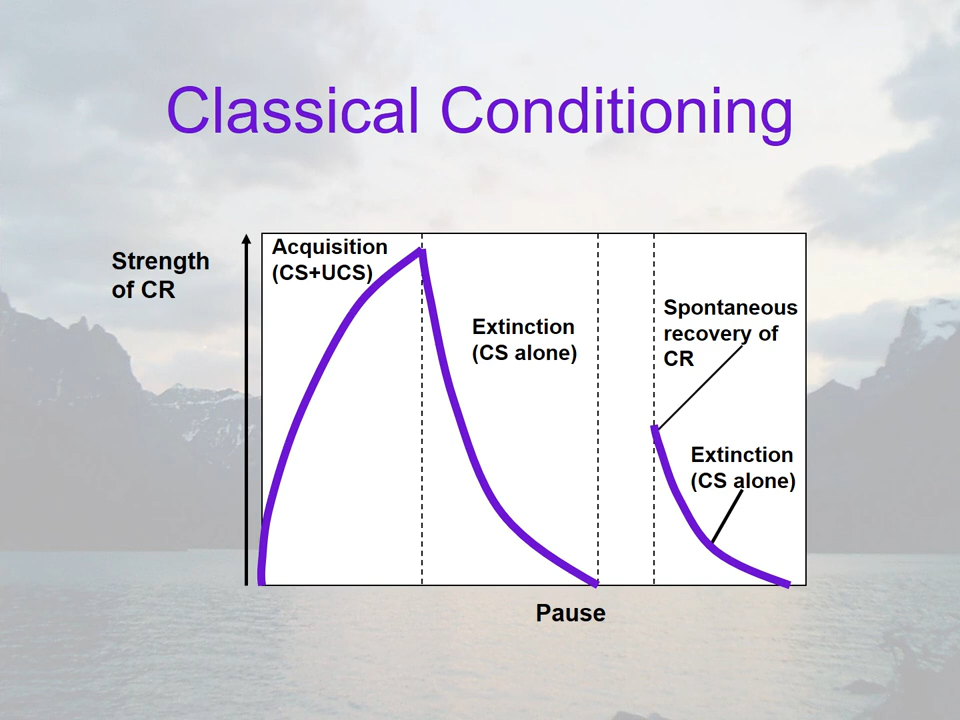 Classical Conditioning
Strength
of CR
Acquisition
(CS+UCS)
Extinction
(CS alone)
Spontaneous
recovery of
CR
Extinction
(CS alone)
Pause